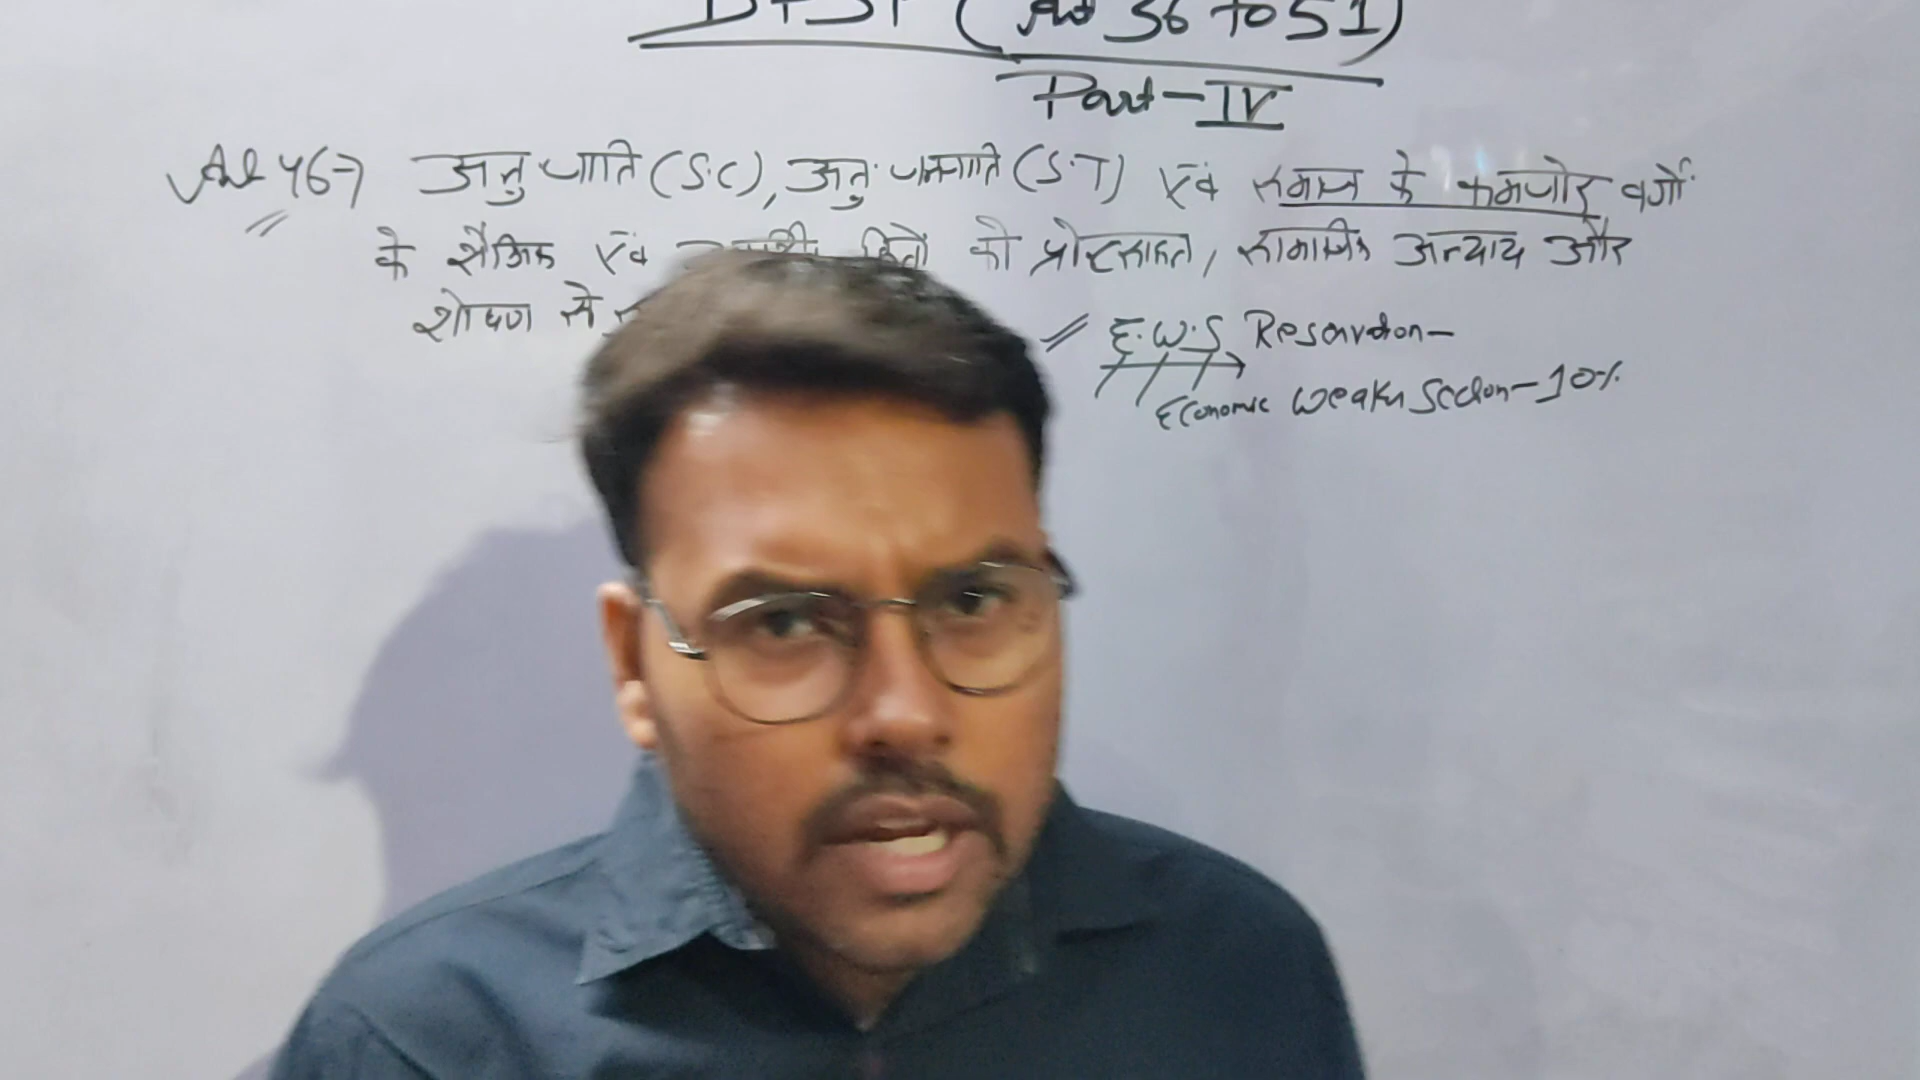 DPSP (Art 36 to 51)
Part-IV
Art 46→ अनु॰जाति (S.C), अनु॰जनजाति (S.T) एवं समाज के कमजोर वर्गों
के शैक्षिक एवं हितों को प्रोत्साहन, सामाजिक अन्याय और
शोषण से
E.W.S Reservation-
Economic Weaker Section-10%